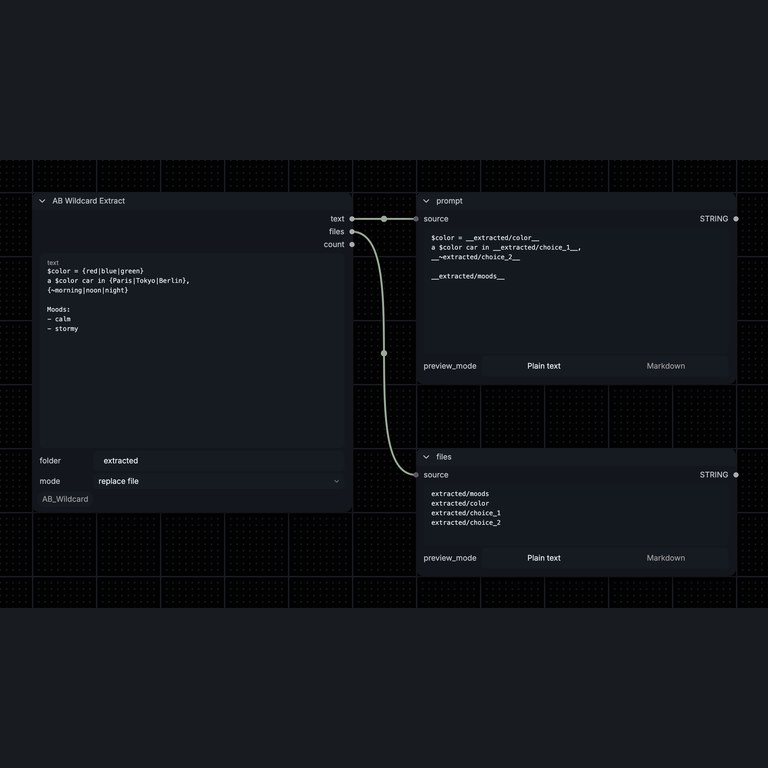 AB Wildcard Extract
text
files
count
text
$color = {red|blue|green}
a $color car in {Paris|Tokyo|Berlin},
{~morning|noon|night}
Moods:
– calm
– stormy
folder
extracted
mode
replace file
AB_Wildcard
prompt
source
STRING
$color = __extracted/color__
a $color car in __extracted/choice_1__,
__~extracted/choice_2__
__extracted/moods__
preview_mode
Plain text
Markdown
files
source
STRING
extracted/moods
extracted/color
extracted/choice_1
extracted/choice_2
preview_mode
Plain text
Markdown